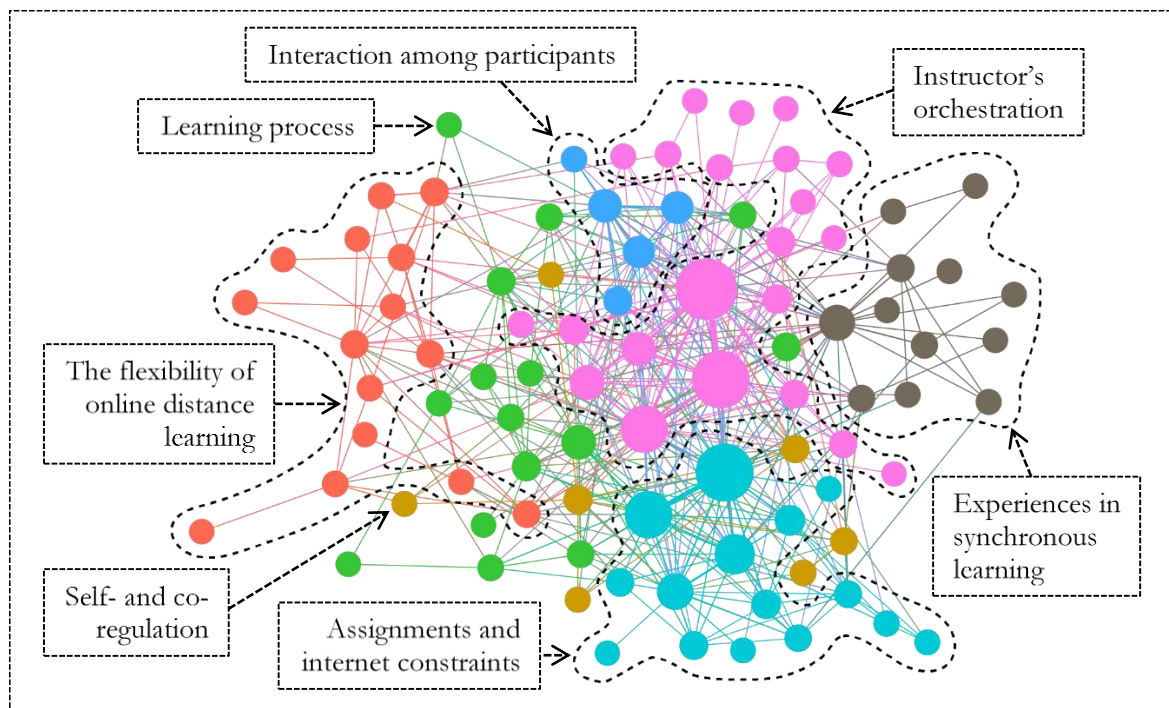 Interaction among participants
Instructor's
orchestration
Learning process
The flexibility of
online distance
learning
Experiences in
synchronous
learning
Self- and co-
regulation
Assignments and
internet constraints